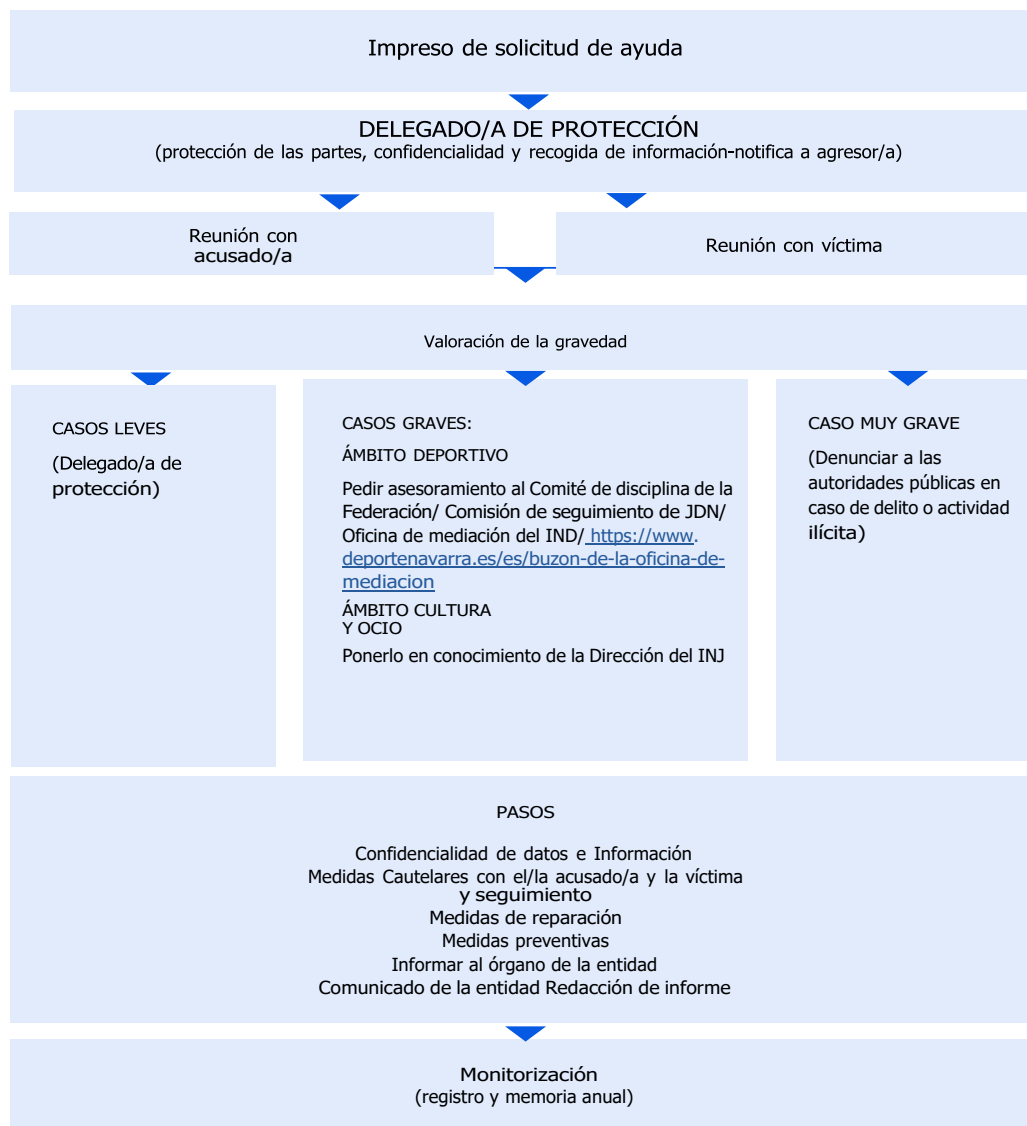 Impreso de solicitud de ayuda
DELEGADO/A DE PROTECCIÓN
(protección de las partes, confidencialidad y recogida de información-notifica a agresor/a)
Reunión con
acusado/a
Reunión con víctima
Valoración de la gravedad
CASOS LEVES
(Delegado/a de
protección)
CASOS GRAVES:
ÁMBITO DEPORTIVO
Pedir asesoramiento al Comité de disciplina de la
Federación/ Comisión de seguimiento de JDN/
Oficina de mediación del IND/ https://www.
deportenavarra.es/es/buzon-de-la-oficina-de-
mediacion
ÁMBITO CULTURA
Y OCIO
Ponerlo en conocimiento de la Dirección del INJ
CASO MUY GRAVE
(Denunciar a las
autoridades públicas en
caso de delito o actividad
ilícita)
PASOS
Confidencialidad de datos e Información
Medidas Cautelares con el/la acusado/a y la víctima
y seguimiento
Medidas de reparación
Medidas preventivas
Informar al órgano de la entidad
Comunicado de la entidad Redacción de informe
Monitorización
(registro y memoria anual)